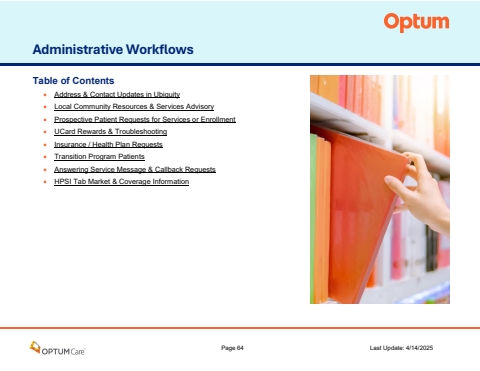 Optum
Administrative Workflows
Table of Contents
Address & Contact Updates in Ubiquity
Local Community Resources & Services Advisory
Prospective Patient Requests for Services or Enrollment
UCard Rewards & Troubleshooting
Insurance / Health Plan Requests
Transition Program Patients
Answering Service Message & Callback Requests
HPSI Tab Market & Coverage Information
OPTUMCare
Page 64
Last Update: 4/14/2025